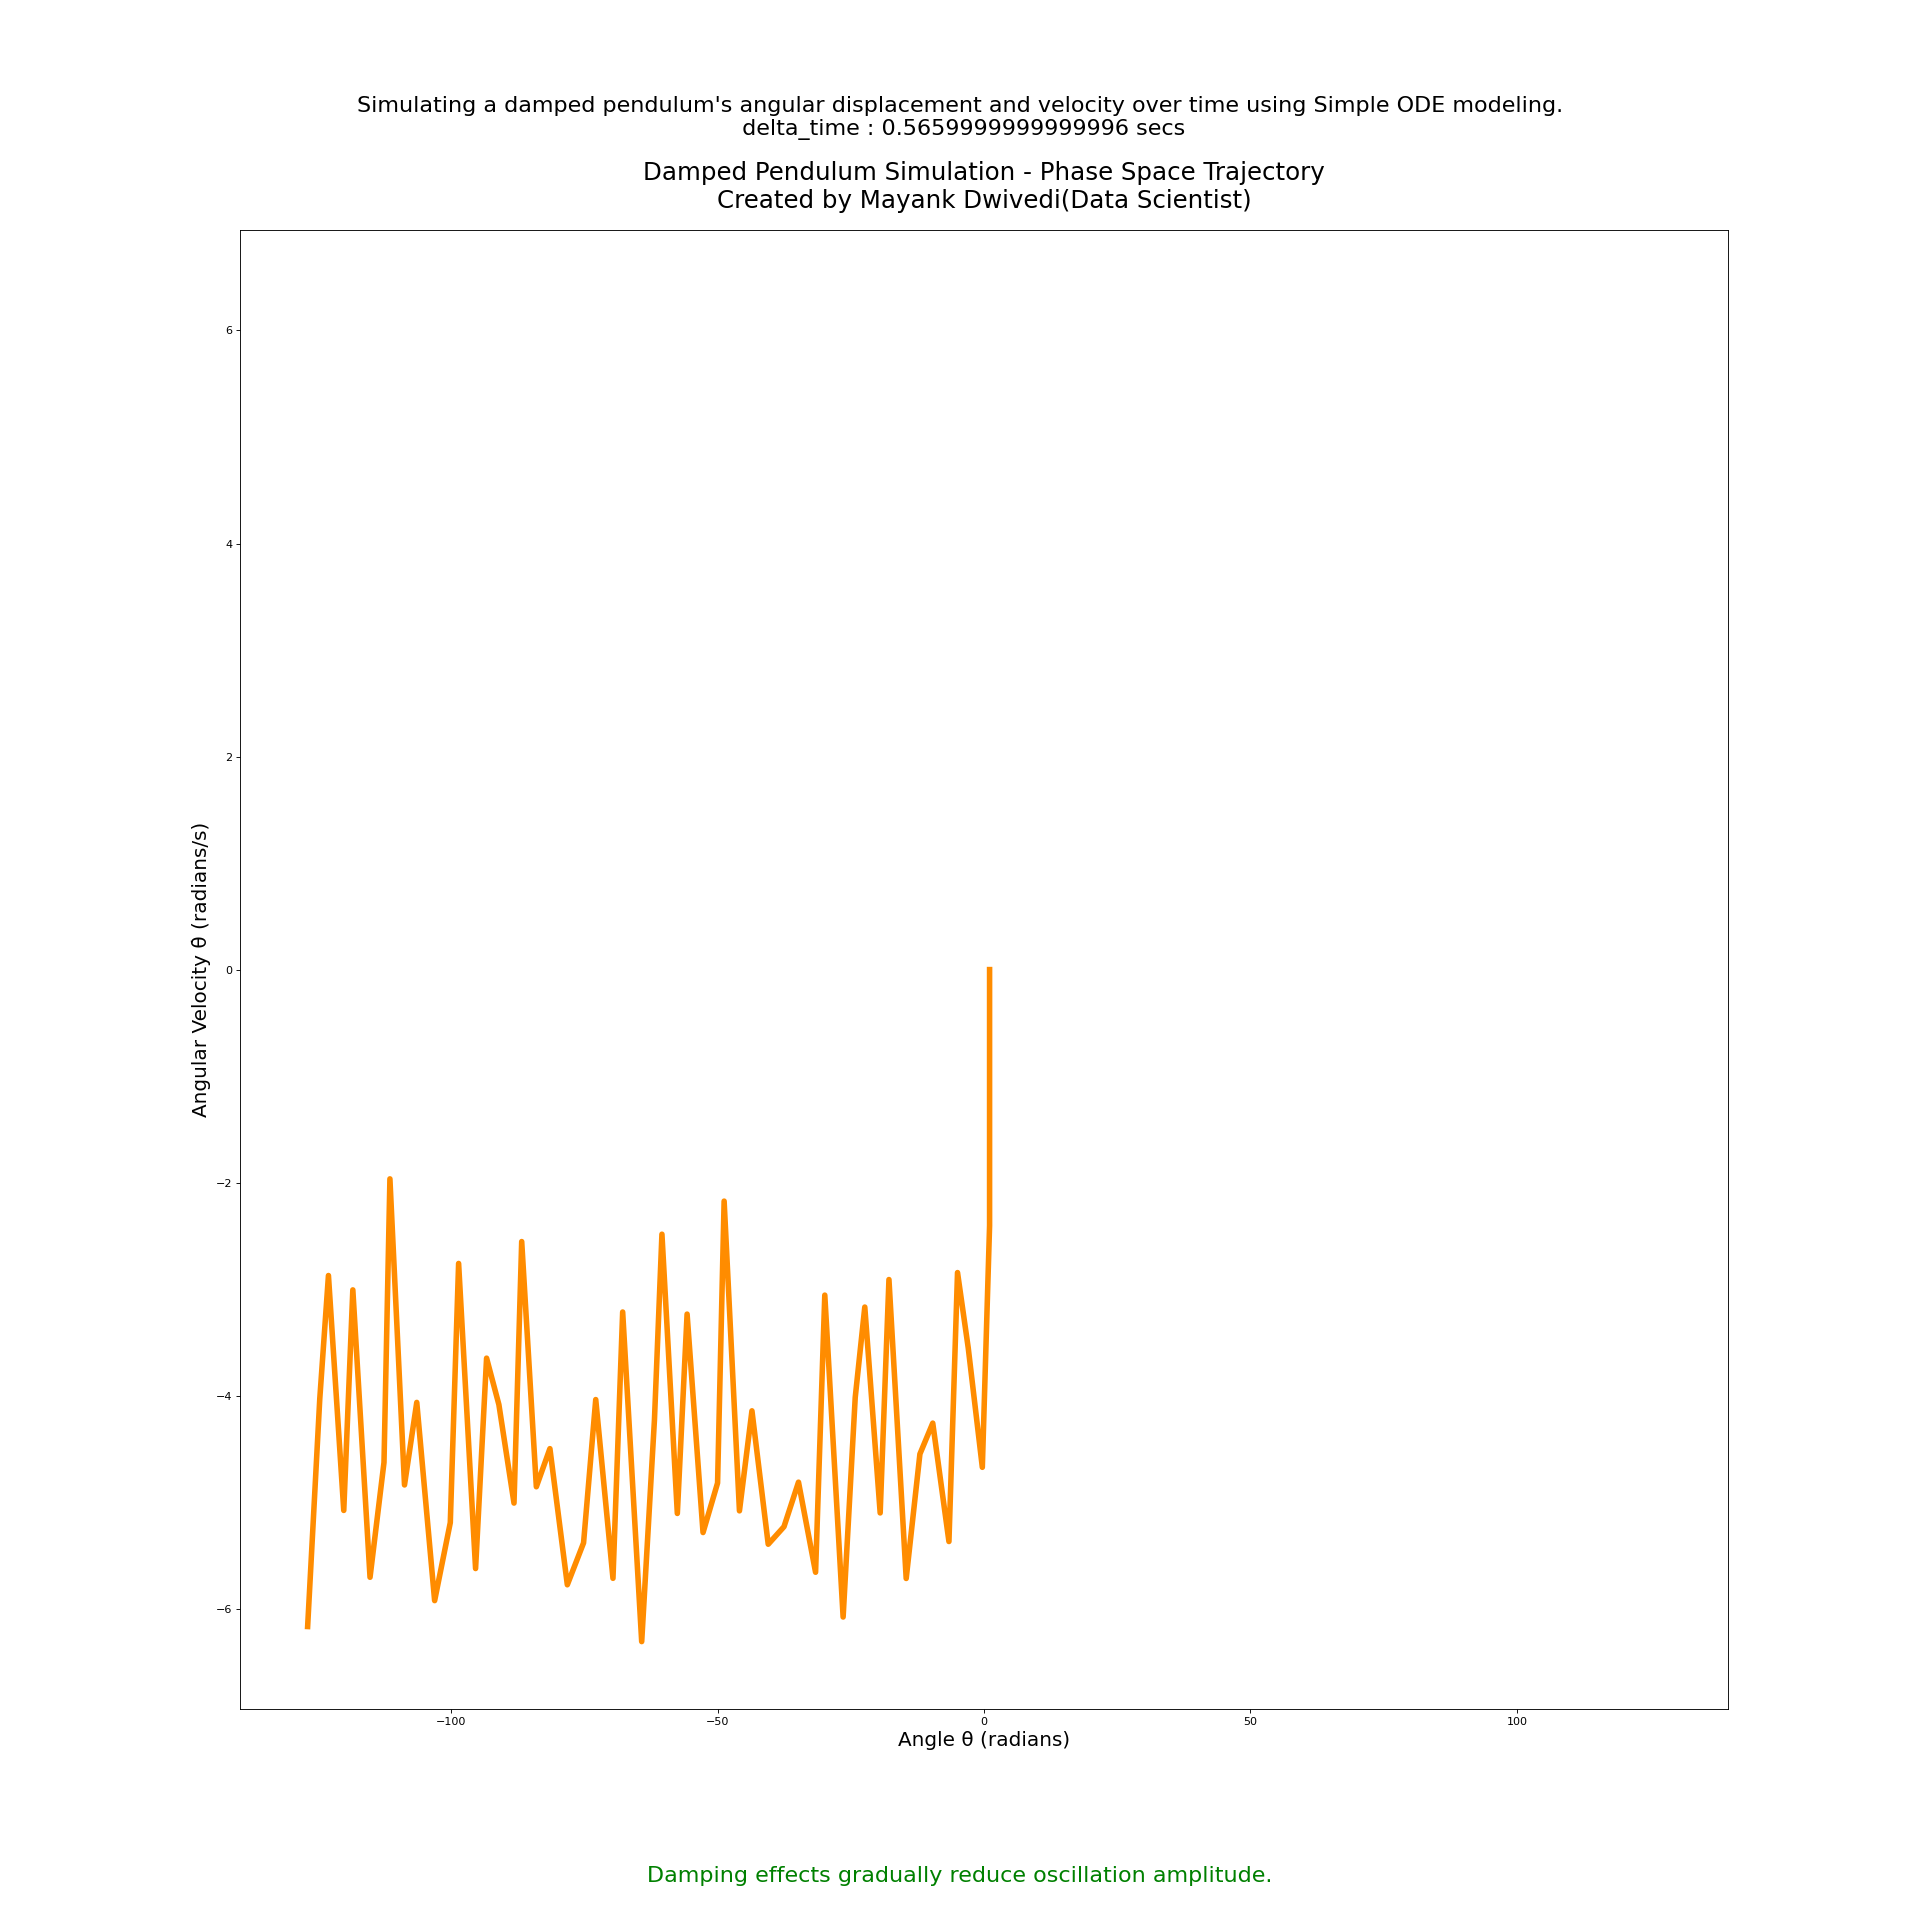 Simulating a damped pendulum's angular displacement and velocity over time using Simple ODE modeling.
delta_time : 0.5659999999999996 secs
Damped Pendulum Simulation - Phase Space Trajectory
Created by Mayank Dwivedi(Data Scientist)
6
4
2
0
−2
−4
−6
Angular Velocity θ̇ (radians/s)
−100
−50
0
50
100
Angle θ (radians)
Damping effects gradually reduce oscillation amplitude.